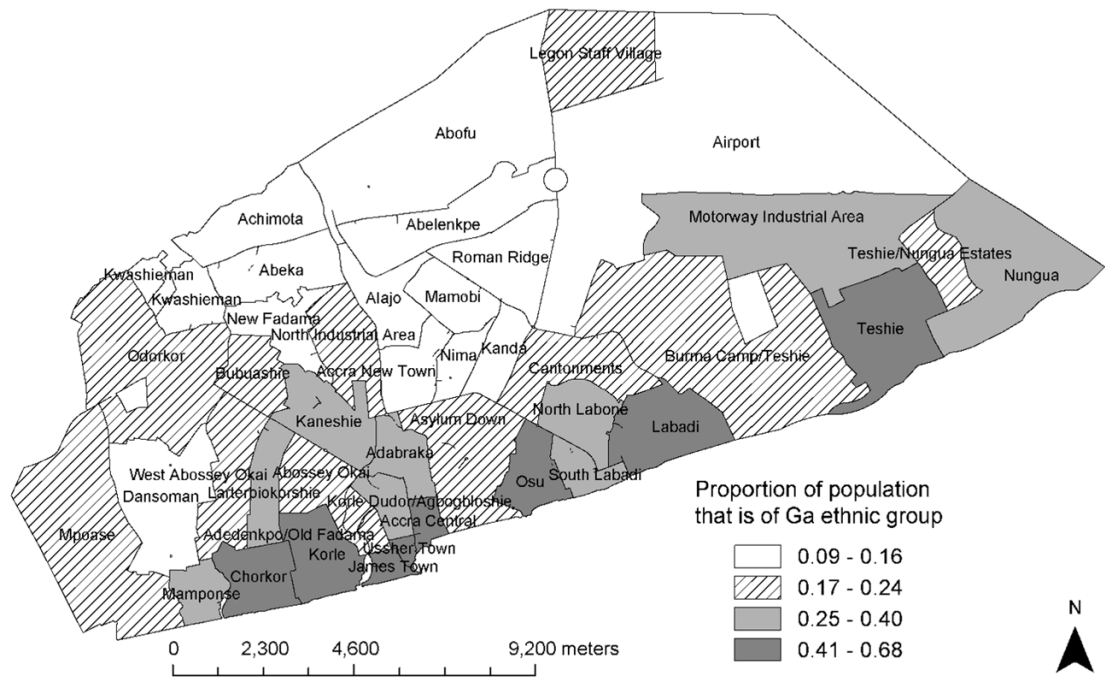 Legon Staff Village
Abofu
Airport
Achimota
Abelenkpe
Motorway Industrial Area
Roman Ridge
Teshie/Nungua Estates
Kwashieman
Abeka
Nungua
Kwashieman
Alajo
Mamobi
New Fadama
North Industrial Area
Teshie
Odorkor
Nima
Kanda
Burma Camp/Teshie
Bubuashie
Accra New Town
Cantonments
Kaneshie
Asylum Down
North Labone
Labadi
Adabraka
West Abossey Okai
Abossey Okai
South Labadi
Osu
Dansoman
Larterbiokorshie
Korle Dudor/Agbogbloshie
Accra Central
Mpoase
Adedenkpo/Old Fadama
Korle
Ussher Town
James Town
Chorkor
Mamponse
Proportion of population
that is of Ga ethnic group
0.09 - 0.16
0.17 - 0.24
0.25 - 0.40
0.41 - 0.68
N
0 2,300 4,600 9,200 meters